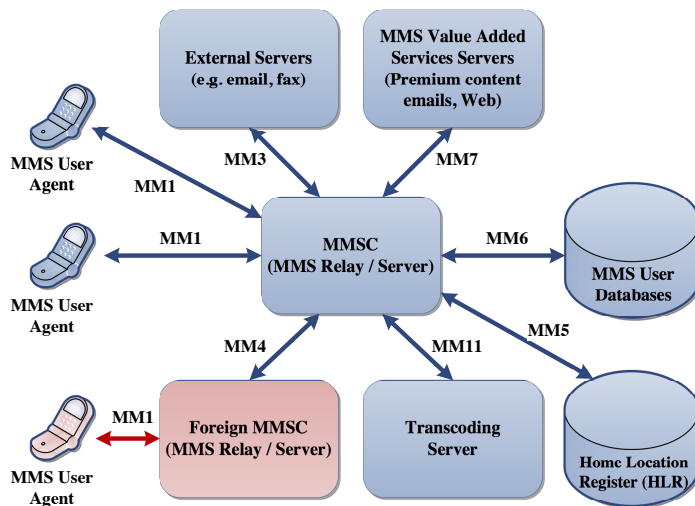 External Servers
(e.g. email, fax)
MMS Value Added
Services Servers
(Premium content
emails, Web)
MMS User
Agent
MM1
MM3
MM7
MM1
MMSC
(MMS Relay / Server)
MM6
MMS User
Databases
MMS User
Agent
MM4
MM11
MM5
MM1
Foreign MMSC
(MMS Relay / Server)
Transcoding
Server
Home Location
Register (HLR)
MMS User
Agent